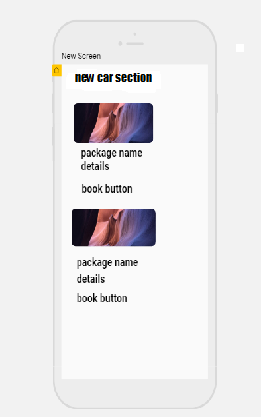 New Screen
new car section
package name
details
book button
package name
details
book button